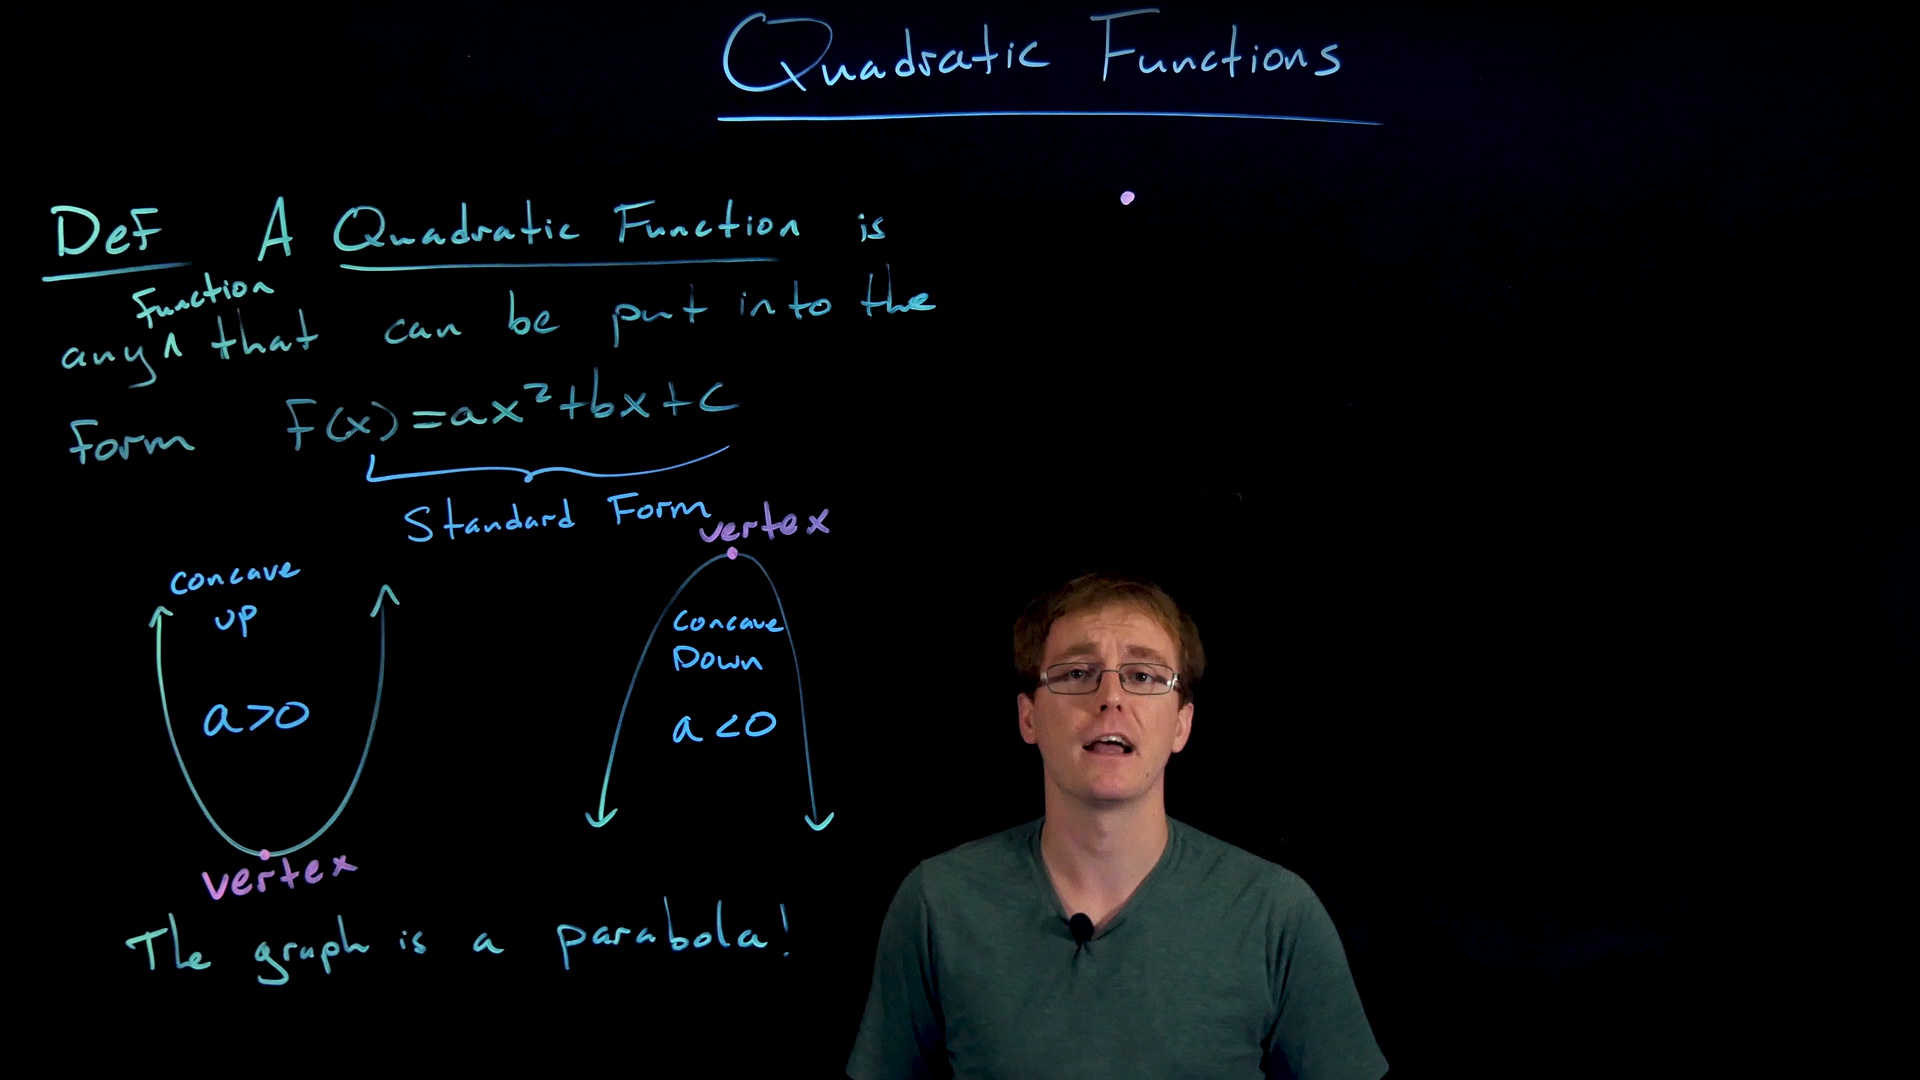 Quadratic Functions
Def A Quadratic Function is
function
any ^ that can be put into the
form f(x) = ax² + bx + c
Standard Form
concave
up
a > 0
vertex
vertex
Concave
Down
a < 0
The graph is a parabola!